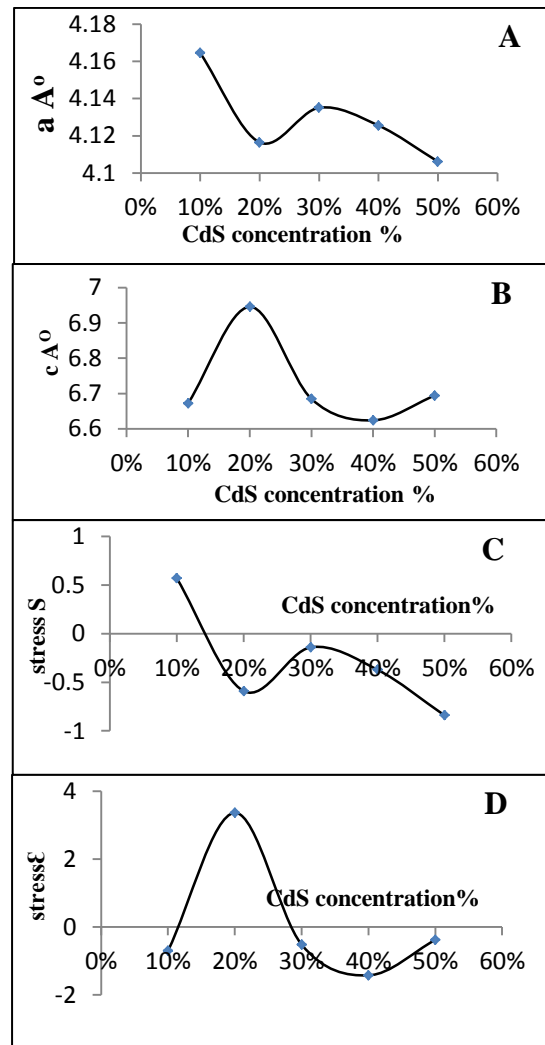 A
4.18
4.16
4.14
4.12
4.1
a Aº
0% 10% 20% 30% 40% 50% 60%
CdS concentration %
B
7
6.9
6.8
6.7
6.6
c Aº
0% 10% 20% 30% 40% 50% 60%
CdS concentration %
C
1
0.5
0
-0.5
-1
stress S
CdS concentration%
0% 10% 20% 30% 40% 50% 60%
D
4
2
0
-2
stressƐ
CdS concentration%
0% 10% 20% 30% 40% 50% 60%